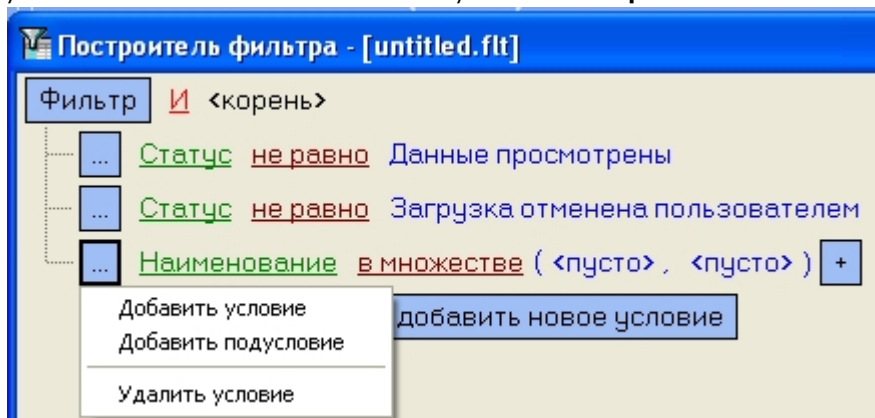 Построитель фильтра - [untitled.flt]
Фильтр И <корень>
... Статус не равно Данные просмотрены
... Статус не равно Загрузка отменена пользователем
... Наименование в множестве ( <пусто> , <пусто> ) +
Добавить условие
добавить новое условие
Добавить подусловие
Удалить условие